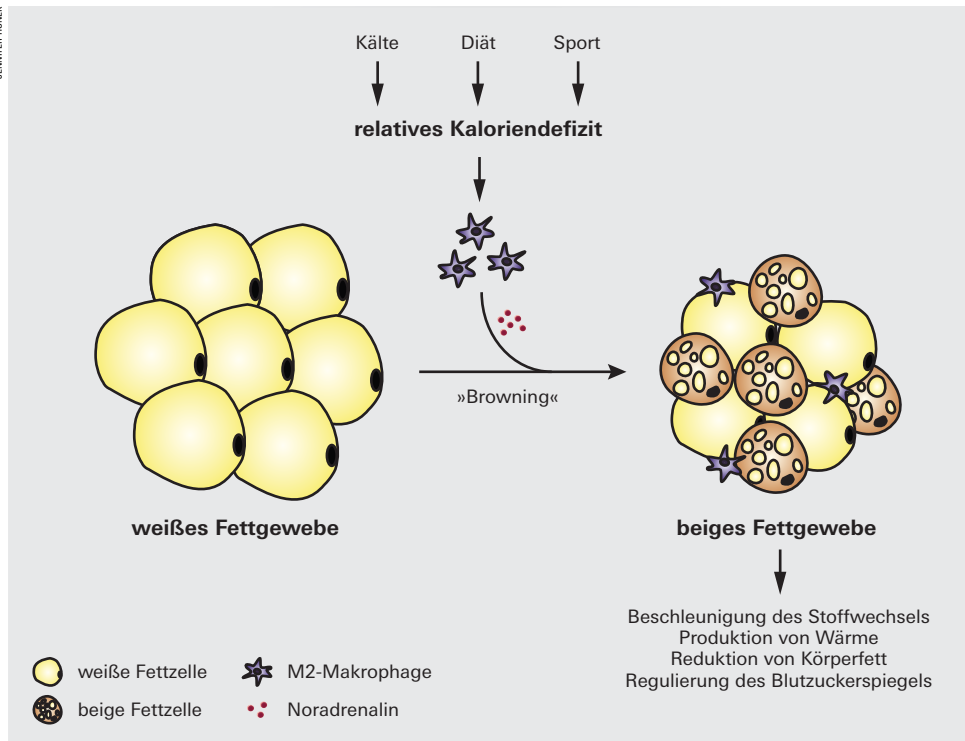 Kälte Diät Sport
relatives Kaloriendefizit
»Browning«
weißes Fettgewebe
beiges Fettgewebe
Beschleunigung des Stoffwechsels
Produktion von Wärme
Reduktion von Körperfett
Regulierung des Blutzuckerspiegels
weiße Fettzelle
M2-Makrophage
beige Fettzelle
Noradrenalin